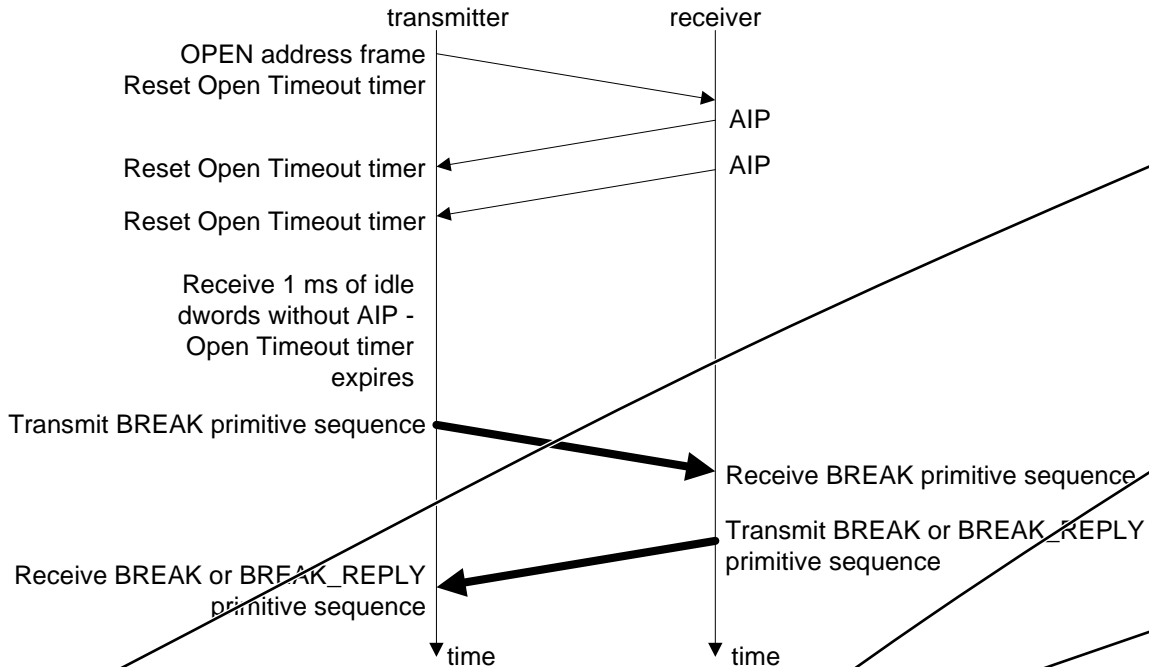 transmitter receiver
OPEN address frame
Reset Open Timeout timer
AIP
Reset Open Timeout timer
AIP
Reset Open Timeout timer
Receive 1 ms of idle
dwords without AIP -
Open Timeout timer
expires
Transmit BREAK primitive sequence
Receive BREAK primitive sequence
Transmit BREAK or BREAK_REPLY
primitive sequence
Receive BREAK or BREAK_REPLY
primitive sequence
time time